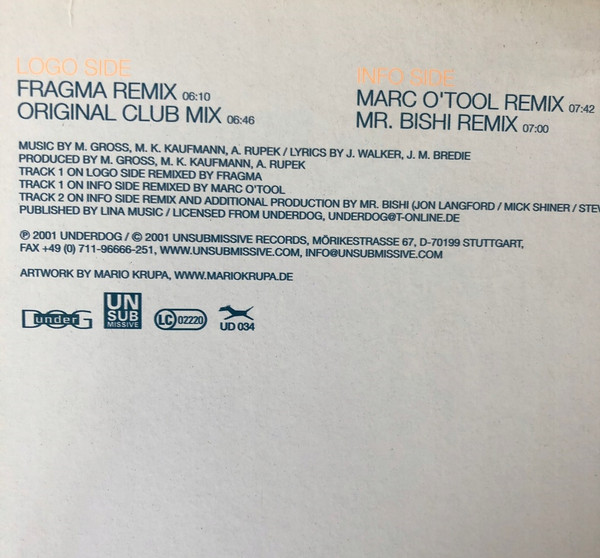 LOGO SIDE
FRAGMA REMIX 06:10
ORIGINAL CLUB MIX 06:46
INFO SIDE
MARC O'TOOL REMIX 07:42
MR. BISHI REMIX 07:00
MUSIC BY M. GROSS, M. K. KAUFMANN, A. RUPEK / LYRICS BY J. WALKER, J. M. BREDIE
PRODUCED BY M. GROSS, M. K. KAUFMANN, A. RUPEK
TRACK 1 ON LOGO SIDE REMIXED BY FRAGMA
TRACK 1 ON INFO SIDE REMIXED BY MARC O'TOOL
TRACK 2 ON INFO SIDE REMIX AND ADDITIONAL PRODUCTION BY MR. BISHI (JON LANGFORD / MICK SHINER /
PUBLISHED BY LINA MUSIC / LICENSED FROM UNDERDOG, UNDERDOG@T-ONLINE.DE
℗ 2001 UNDERDOG / © 2001 UNSUBMISSIVE RECORDS, MÖRIKESTRASSE 67, D-70199 STUTTGART,
FAX +49 (0) 711-96666-251, WWW.UNSUBMISSIVE.COM, INFO@UNSUBMISSIVE.COM
ARTWORK BY MARIO KRUPA, WWW.MARIOKRUPA.DE
underDOG
UN
SUB
MISSIVE
LC 02220
UD 034